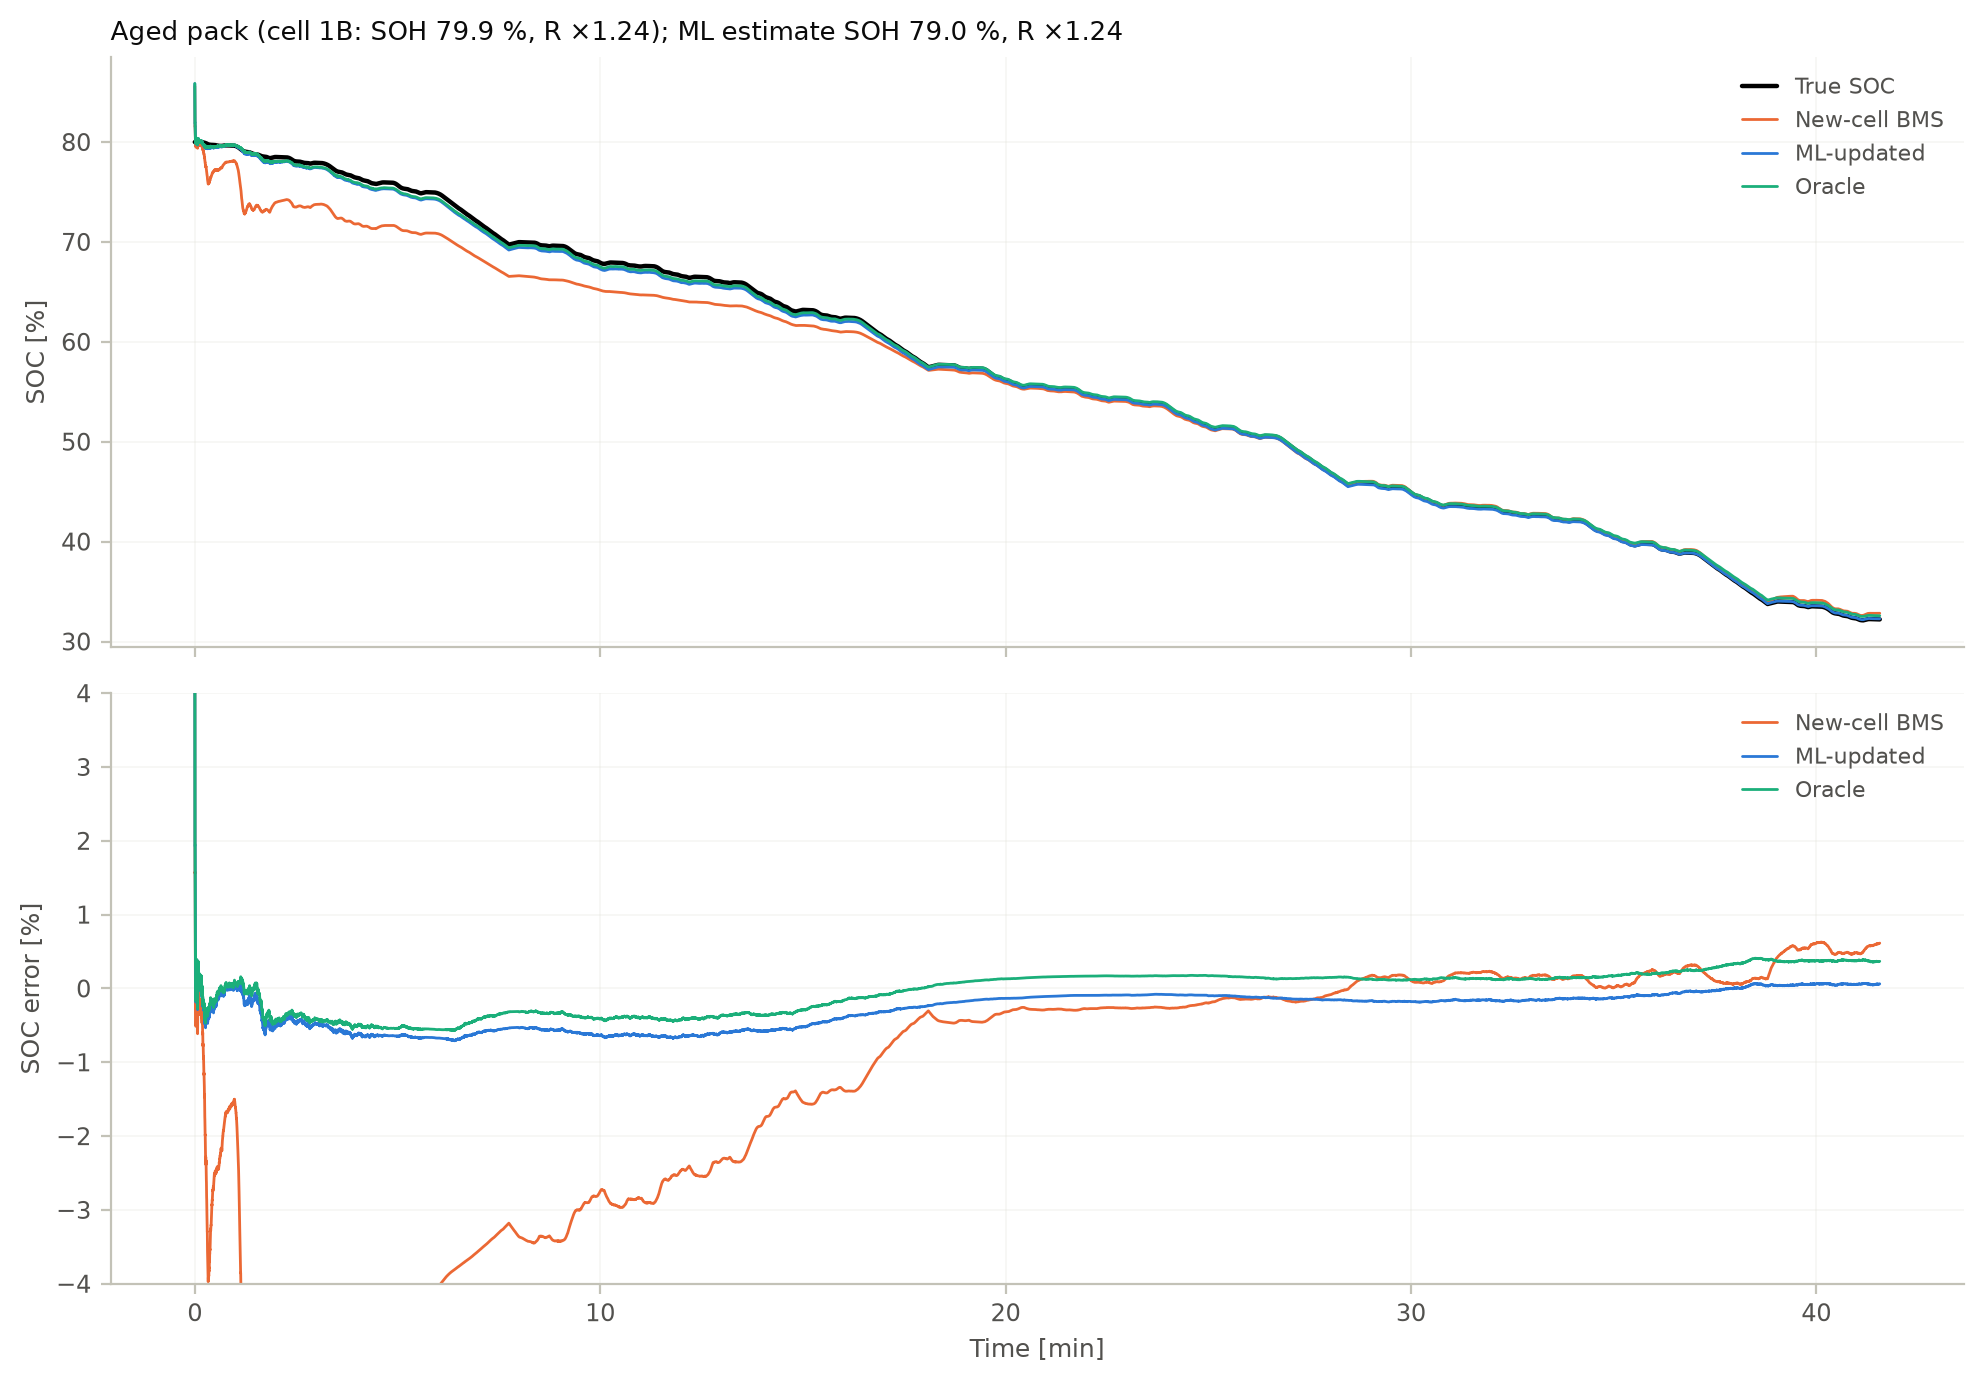 Aged pack (cell 1B: SOH 79.9 %, R ×1.24); ML estimate SOH 79.0 %, R ×1.24
True SOC
New-cell BMS
ML-updated
Oracle
80
70
60
50
40
30
SOC [%]
4
3
2
1
0
−1
−2
−3
−4
SOC error [%]
New-cell BMS
ML-updated
Oracle
0
10
20
30
40
Time [min]